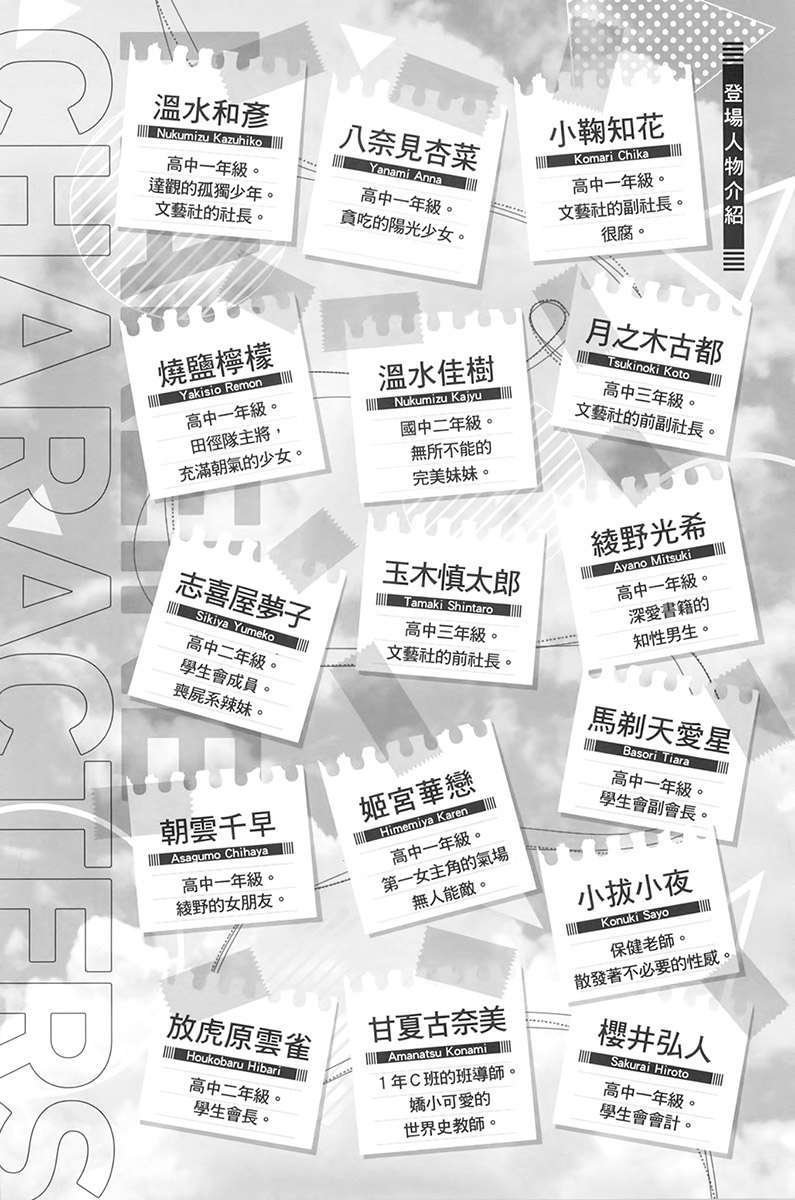 登場人物介紹
CHARACTERS
溫水和彥
Nukumizu Kazuhiko
高中一年級。
達觀的孤獨少年。
文藝社的社長。
八奈見杏菜
Yanami Anna
高中一年級。
貪吃的陽光少女。
小鞠知花
Komari Chika
高中一年級。
文藝社的副社長。
很腐。
燒鹽檸檬
Yakisio Remon
高中一年級。
田徑隊主將，
充滿朝氣的少女。
溫水佳樹
Nukumizu Kajyu
國中二年級。
無所不能的
完美妹妹。
月之木古都
Tsukinoki Koto
高中三年級。
文藝社的前副社長。
志喜屋夢子
Sikiya Yumeko
高中二年級。
學生會成員。
喪屍系辣妹。
玉木慎太郎
Tamaki Shintaro
高中三年級。
文藝社的前社長。
綾野光希
Ayano Mitsuki
高中一年級。
深愛書籍的
知性男生。
馬剃天愛星
Basori Tiara
高中一年級。
學生會副會長。
朝雲千早
Asagumo Chihaya
高中一年級。
綾野的女朋友。
姬宮華戀
Himemiya Karen
高中一年級。
第一女主角的氣場
無人能敵。
小拔小夜
Konuki Sayo
保健老師。
散發著不必要的性感。
放虎原雲雀
Houkobaru Hibari
高中二年級。
學生會長。
甘夏古奈美
Amanatsu Konami
1年C班的班導師。
嬌小可愛的
世界史教師。
櫻井弘人
Sakurai Hiroto
高中一年級。
學生會會計。